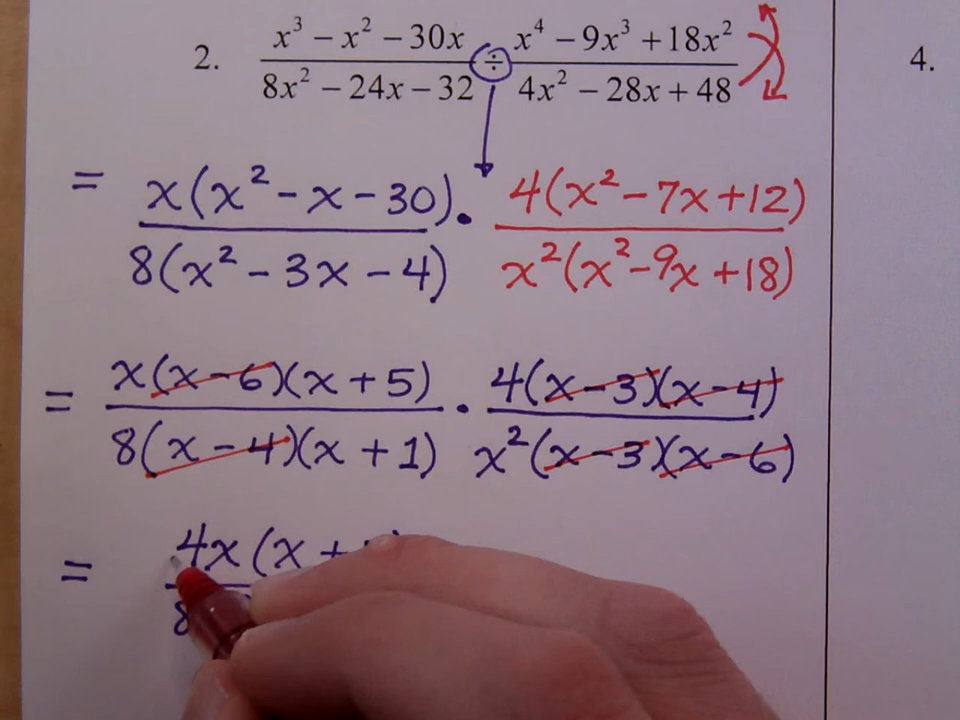 2. (x³ − x² − 30x)/(8x² − 24x − 32) ÷ (x⁴ − 9x³ + 18x²)/(4x² − 28x + 48)
4.
= x(x² − x − 30)/8(x² − 3x − 4) · 4(x² − 7x + 12)/x²(x² − 9x + 18)
= x(x − 6)(x + 5)/8(x − 4)(x + 1) · 4(x − 3)(x − 4)/x²(x − 3)(x − 6)
= 4x(x +
8